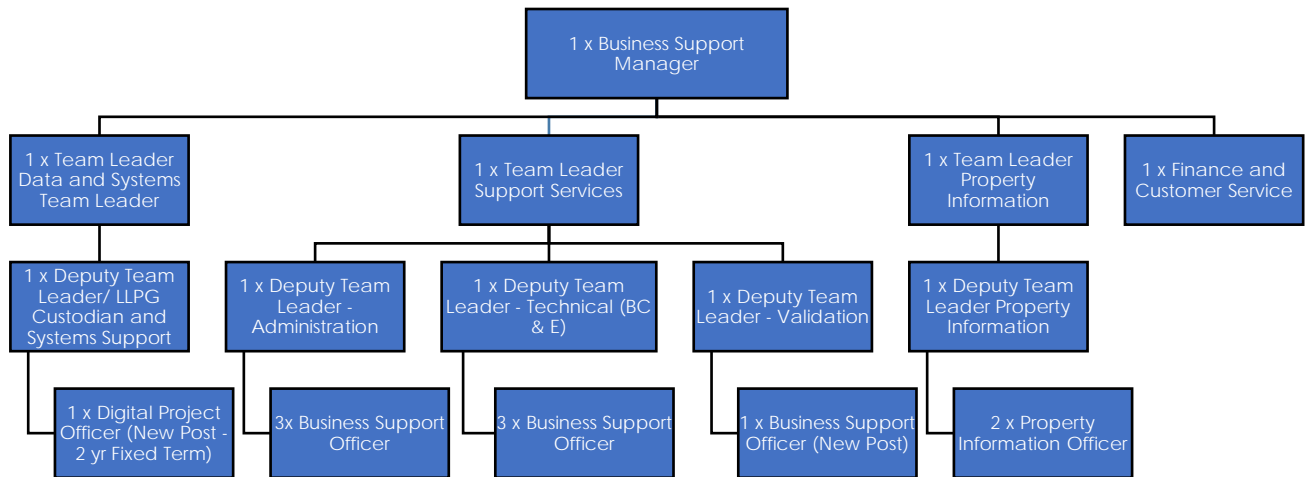 1 x Business Support
Manager
1 x Team Leader
Data and Systems
Team Leader
1 x Team Leader
Support Services
1 x Team Leader
Property
Information
1 x Finance and
Customer Service
1 x Deputy Team
Leader/ LLPG
Custodian and
Systems Support
1 x Deputy Team
Leader -
Administration
1 x Deputy Team
Leader - Technical (BC
& E)
1 x Deputy Team
Leader - Validation
1 x Deputy Team
Leader Property
Information
1 x Digital Project
Officer (New Post -
2 yr Fixed Term)
3x Business Support
Officer
3 x Business Support
Officer
1 x Business Support
Officer (New Post)
2 x Property
Information Officer